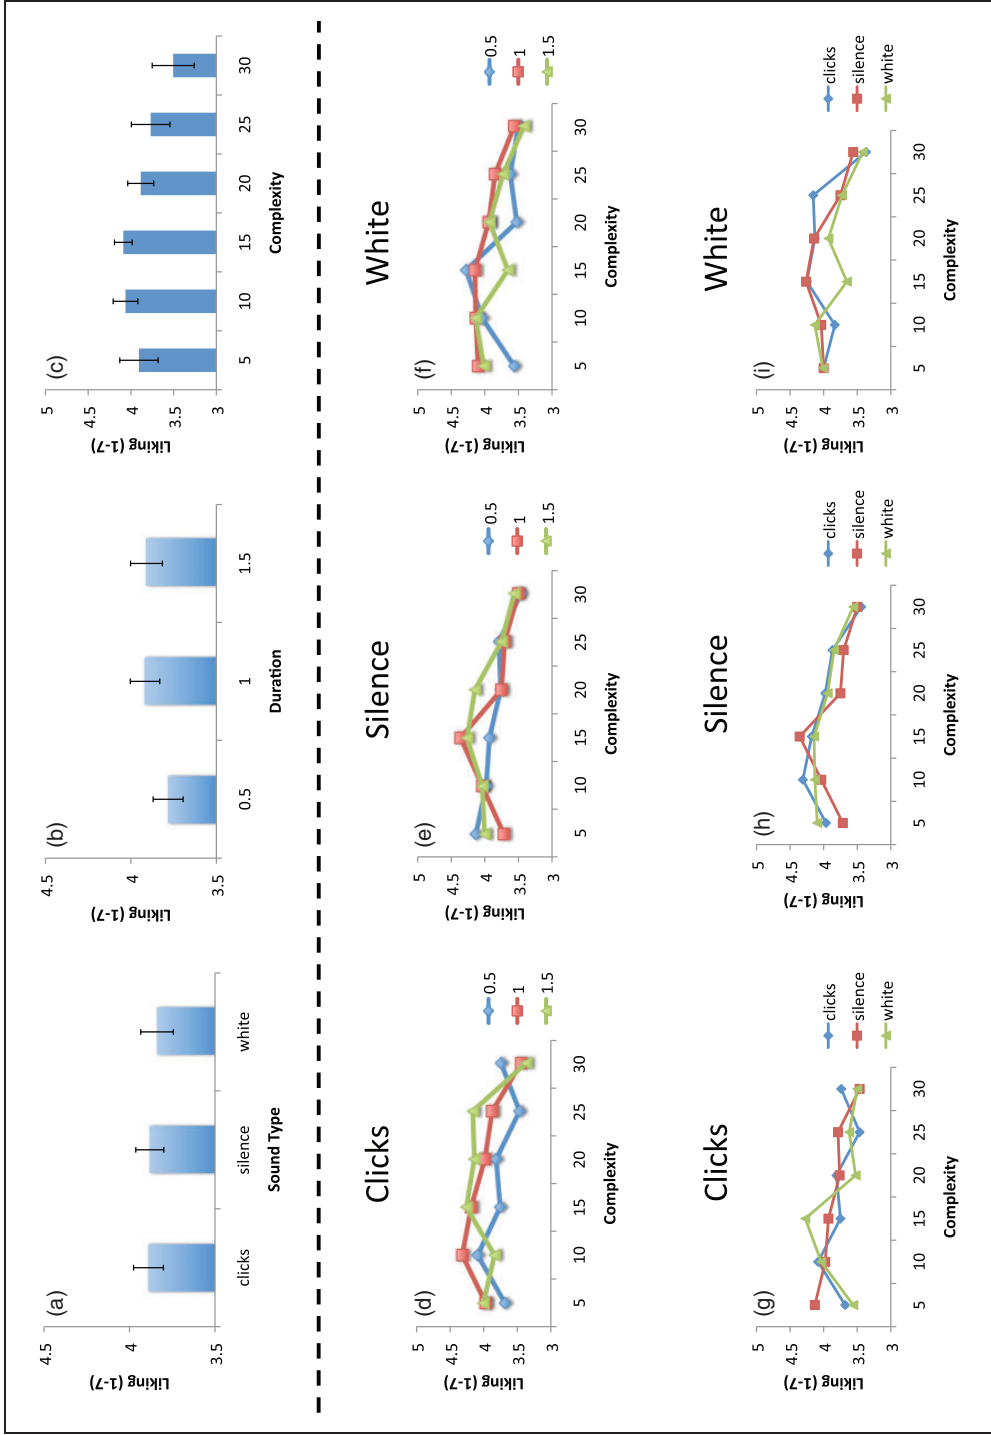 (a)
4.5
4
3.5
Liking (1-7)
clicks
silence
white
Sound Type
(b)
4.5
4
3.5
Liking (1-7)
0.5
1
1.5
Duration
(c)
5
4.5
4
3.5
3
Liking (1-7)
5
10
15
20
25
30
Complexity
Clicks
(d)
5
4.5
4
3.5
3
Liking (1-7)
5
10
15
20
25
30
Complexity
0.5
1
1.5
Silence
(e)
5
4.5
4
3.5
3
Liking (1-7)
5
10
15
20
25
30
Complexity
0.5
1
1.5
White
(f)
5
4.5
4
3.5
3
Liking (1-7)
5
10
15
20
25
30
Complexity
0.5
1
1.5
Clicks
(g)
5
4.5
4
3.5
3
Liking (1-7)
5
10
15
20
25
30
Complexity
clicks
silence
white
Silence
(h)
5
4.5
4
3.5
3
Liking (1-7)
5
10
15
20
25
30
Complexity
clicks
silence
white
White
(i)
5
4.5
4
3.5
3
Liking (1-7)
5
10
15
20
25
30
Complexity
clicks
silence
white